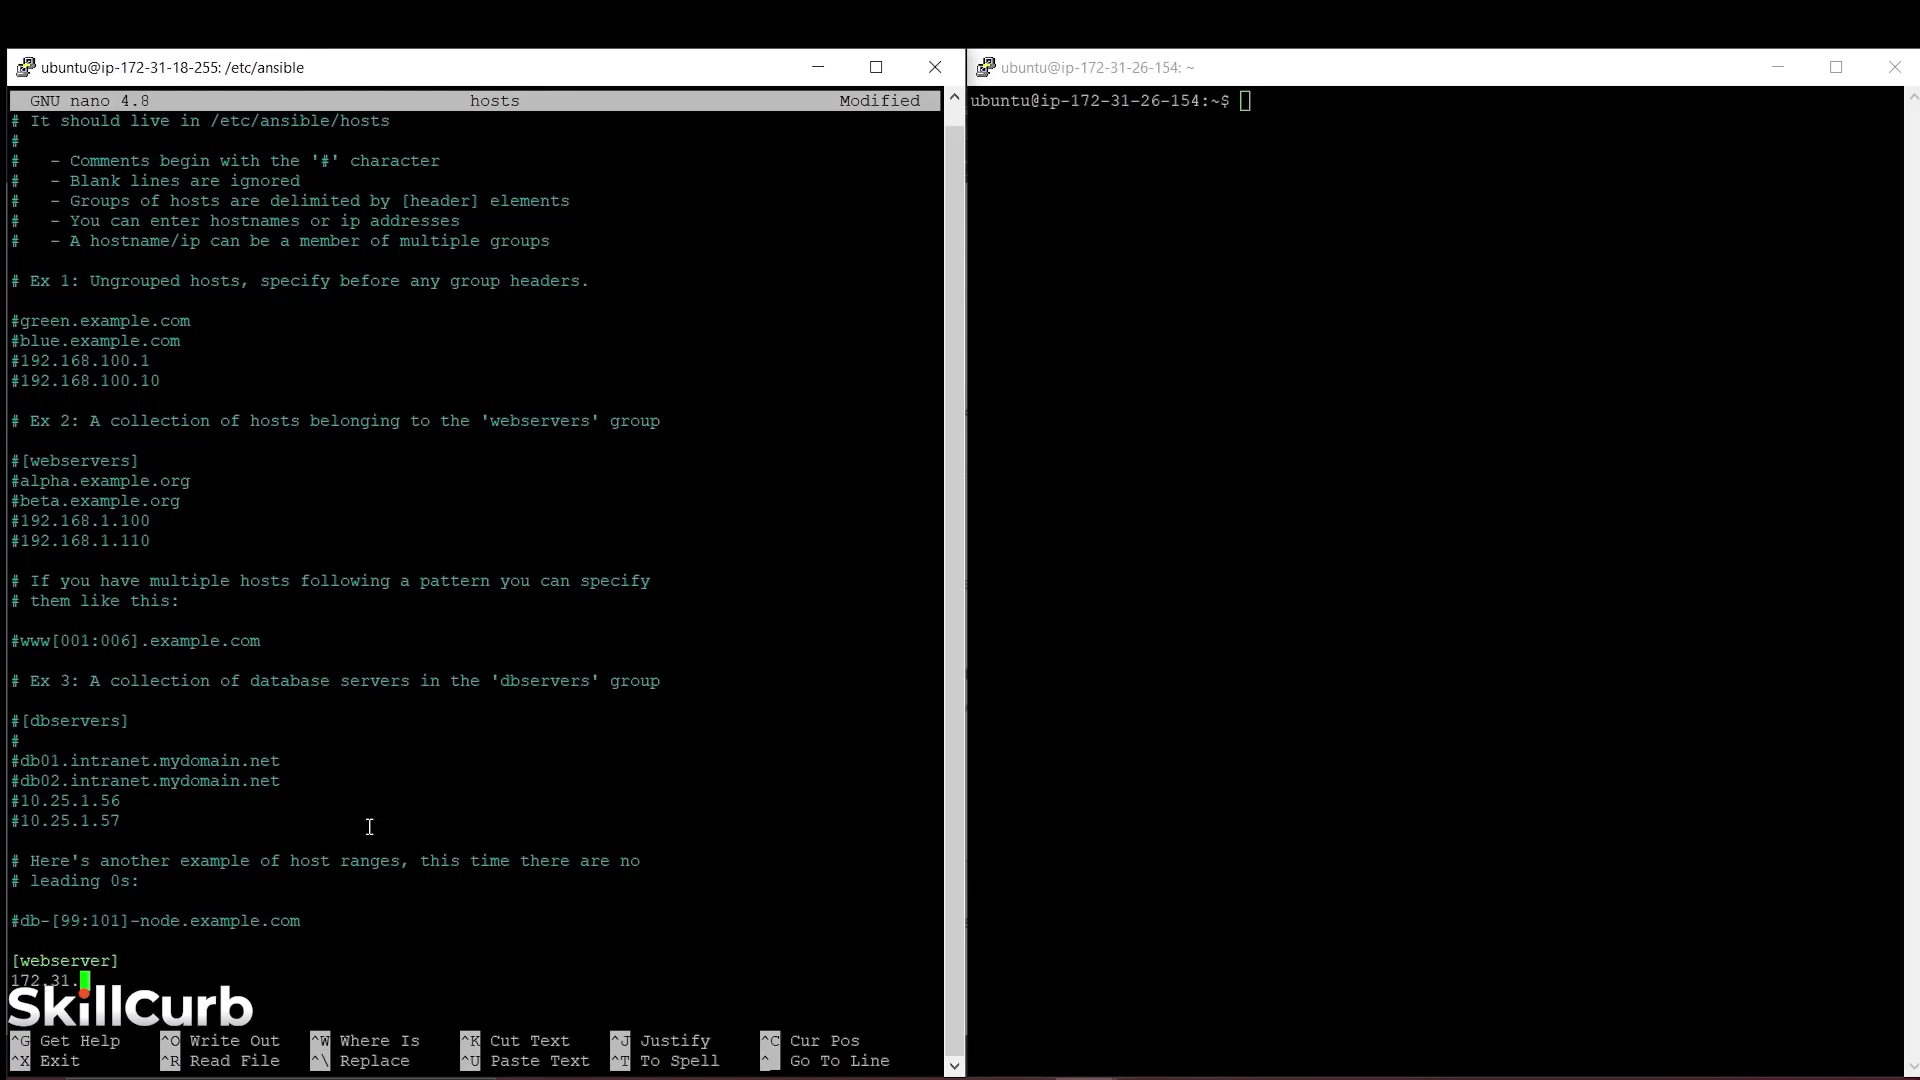 ubuntu@ip-172-31-18-255: /etc/ansible
GNU nano 4.8 hosts Modified
# It should live in /etc/ansible/hosts
#
#   - Comments begin with the '#' character
#   - Blank lines are ignored
#   - Groups of hosts are delimited by [header] elements
#   - You can enter hostnames or ip addresses
#   - A hostname/ip can be a member of multiple groups
# Ex 1: Ungrouped hosts, specify before any group headers.
#green.example.com
#blue.example.com
#192.168.100.1
#192.168.100.10
# Ex 2: A collection of hosts belonging to the 'webservers' group
#[webservers]
#alpha.example.org
#beta.example.org
#192.168.1.100
#192.168.1.110
# If you have multiple hosts following a pattern you can specify
# them like this:
#www[001:006].example.com
# Ex 3: A collection of database servers in the 'dbservers' group
#[dbservers]
#
#db01.intranet.mydomain.net
#db02.intranet.mydomain.net
#10.25.1.56
#10.25.1.57
# Here's another example of host ranges, this time there are no
# leading 0s:
#db-[99:101]-node.example.com
[webserver]
172.31.
SkillCurb
^G Get Help ^O Write Out ^W Where Is ^K Cut Text ^J Justify ^C Cur Pos
^X Exit ^R Read File ^\ Replace ^U Paste Text ^T To Spell ^_ Go To Line
ubuntu@ip-172-31-26-154: ~
ubuntu@ip-172-31-26-154:~$